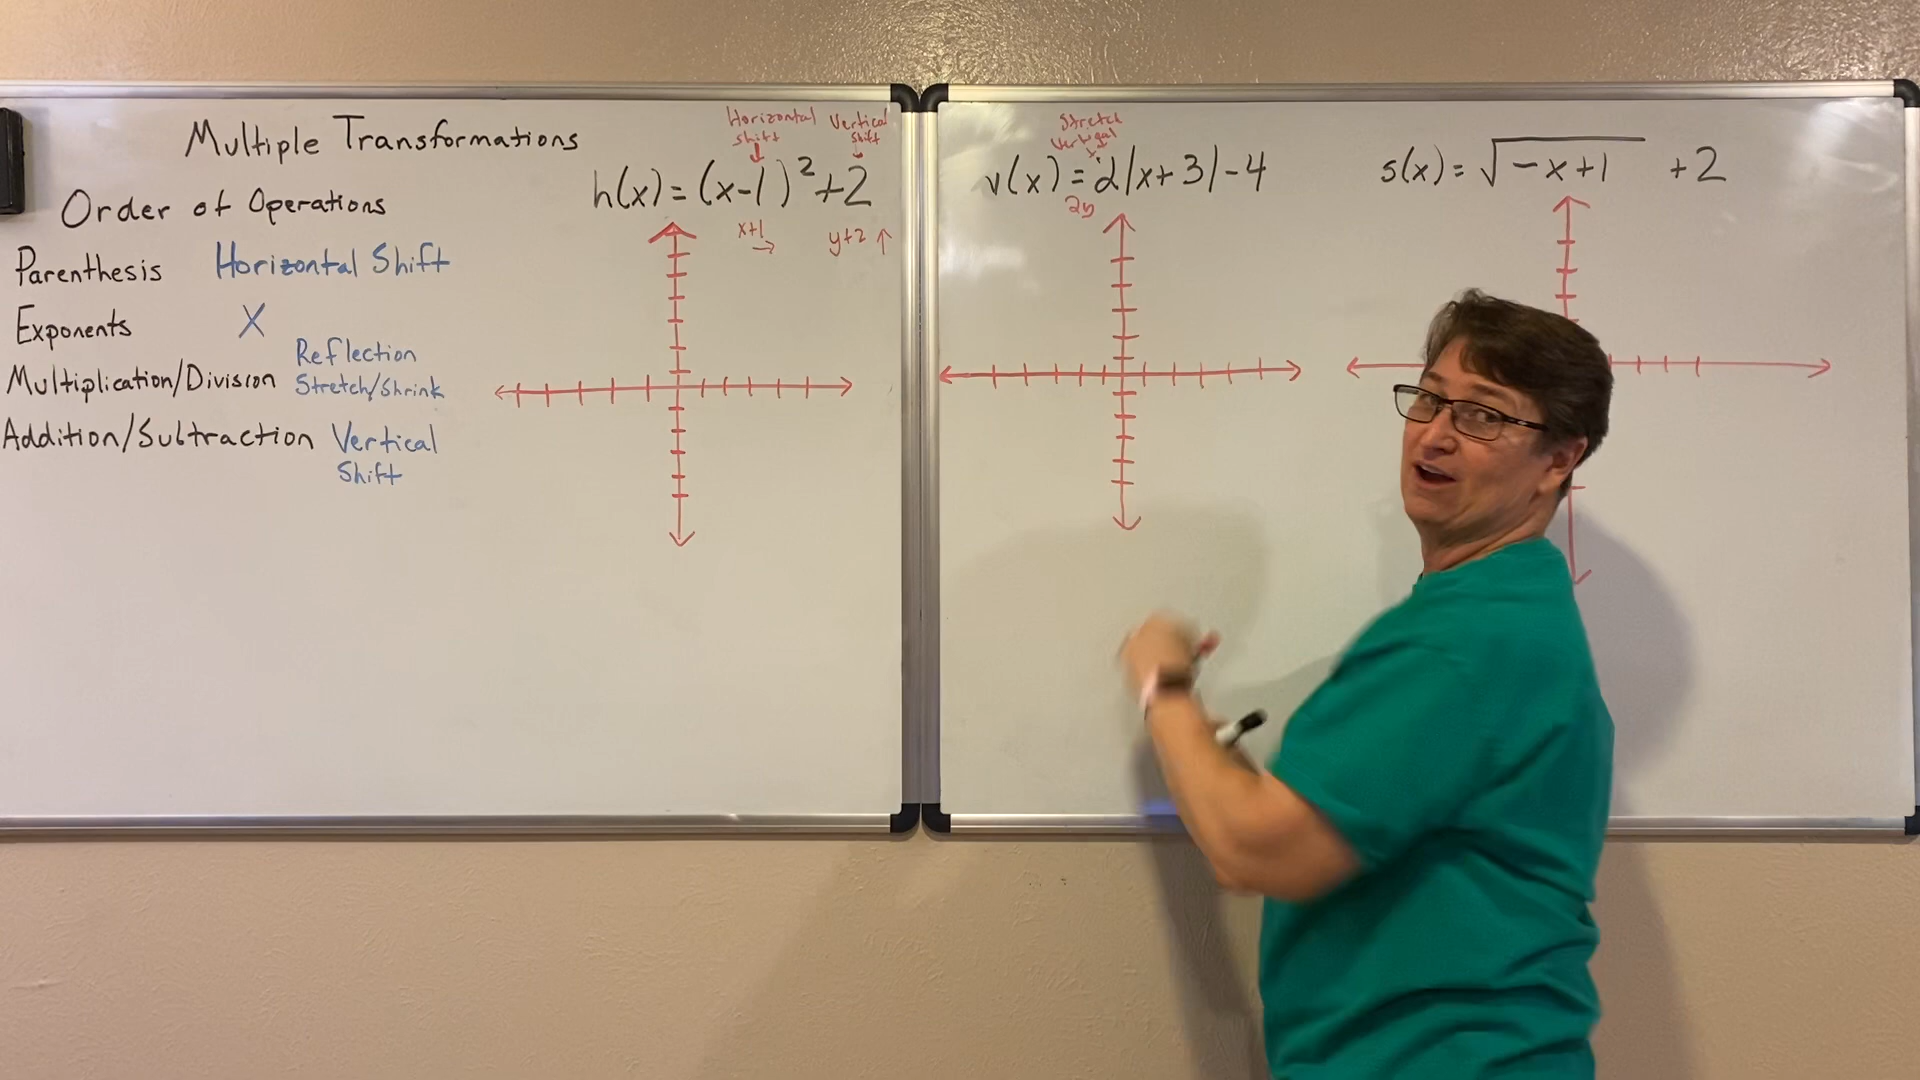 Multiple Transformations
Order of Operations
Parenthesis Horizontal Shift
Exponents X
Multiplication/Division Reflection
Stretch/Shrink
Addition/Subtraction Vertical
Shift
Horizontal
shift
Vertical
Shift
h(x) = (x-1)²+2
x+1
y+2
Stretch
Vertical
v(x) = 2|x+3|-4
2y
s(x) = √-x+1 +2